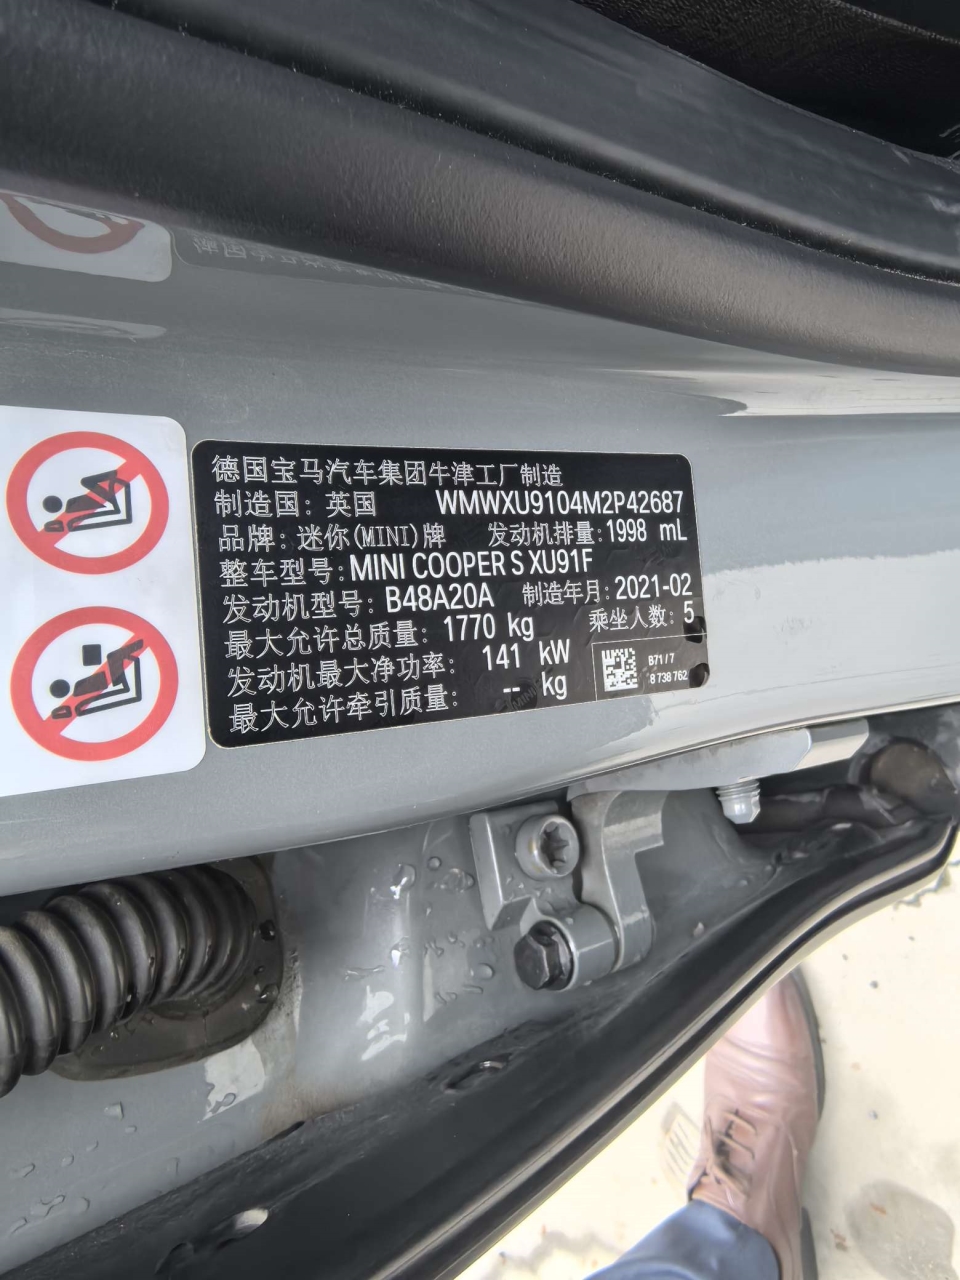 德国宝马汽车集团牛津工厂制造
制造国: 英国 WMWXU9104M2P42687
品牌: 迷你(MINI)牌 发动机排量: 1998 mL
整车型号: MINI COOPER S XU91F
发动机型号: B48A20A 制造年月: 2021-02
最大允许总质量: 1770 kg 乘坐人数: 5
发动机最大净功率: 141 kW
最大允许牵引质量: -- kg
B71/7
8 738 762